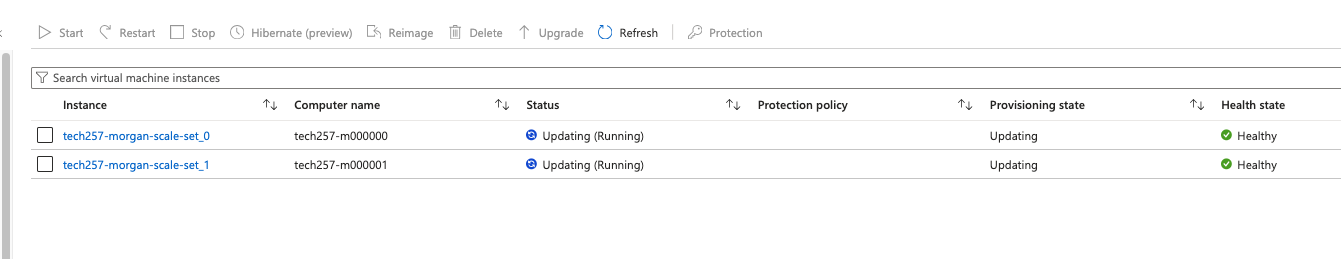 Start Restart Stop Hibernate (preview) Reimage Delete Upgrade Refresh Protection
Search virtual machine instances
Instance Computer name Status Protection policy Provisioning state Health state
tech257-morgan-scale-set_0 tech257-m000000 Updating (Running) Updating Healthy
tech257-morgan-scale-set_1 tech257-m000001 Updating (Running) Updating Healthy